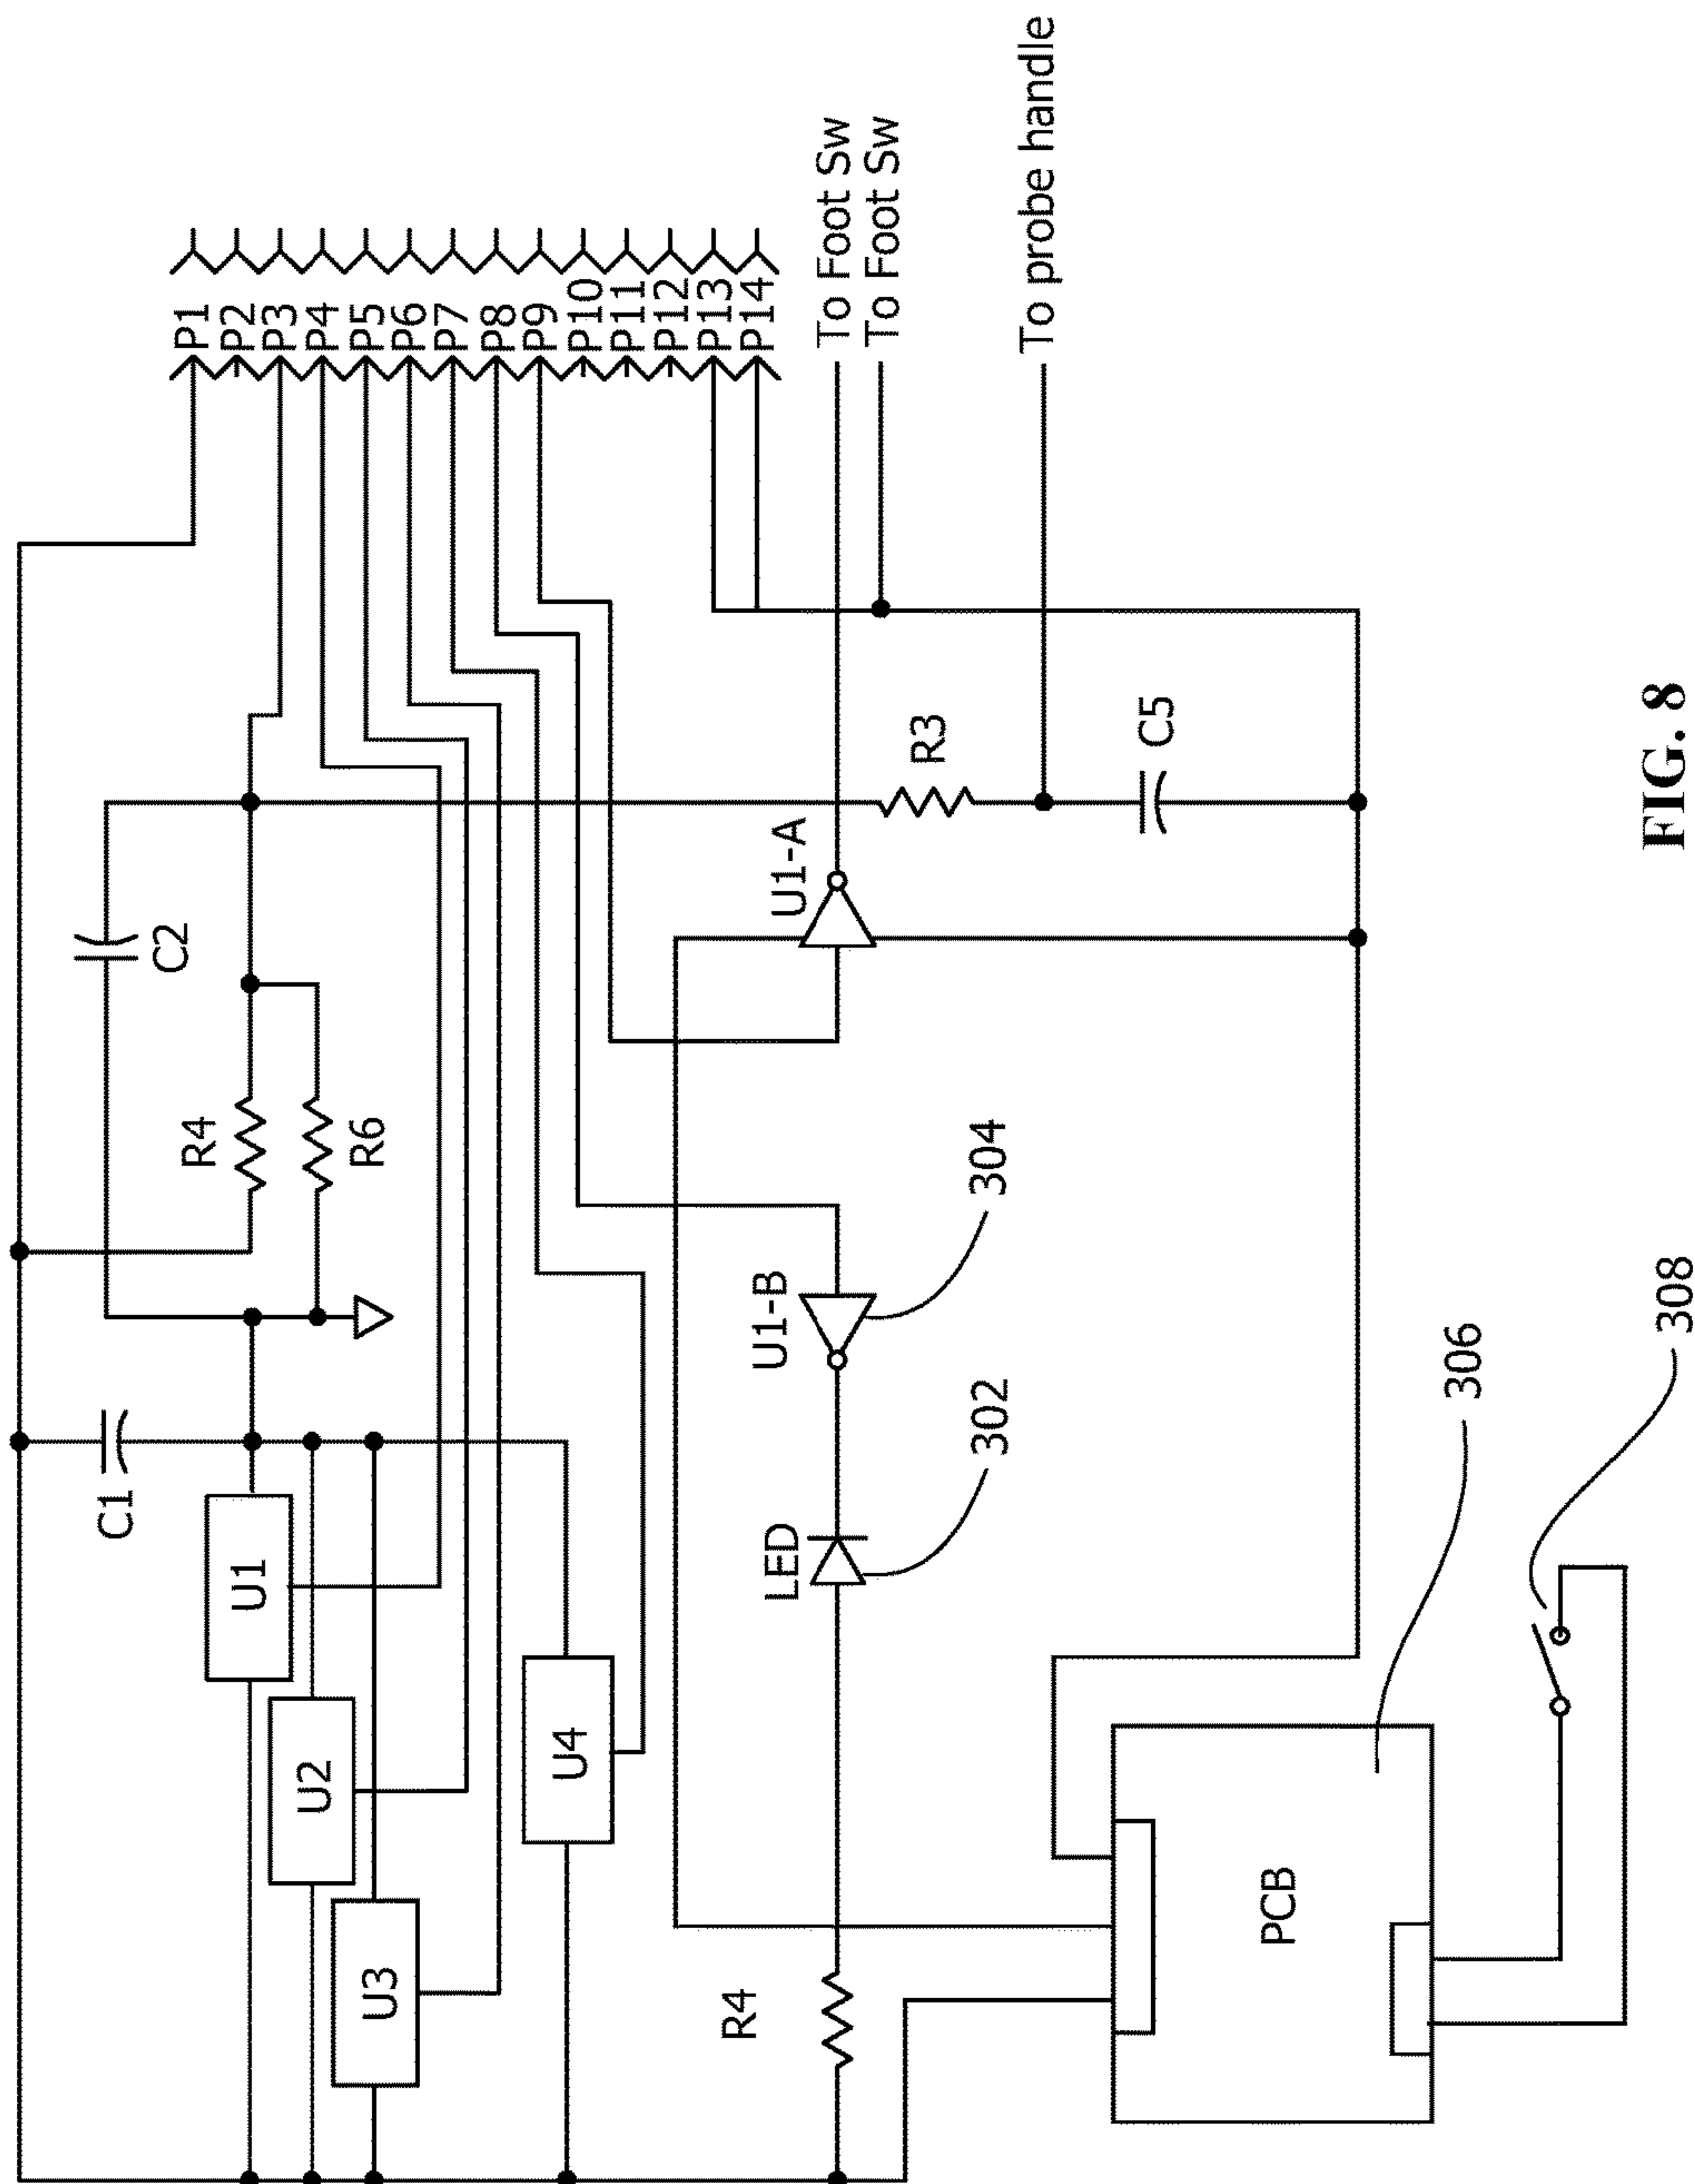 P1
P2
P3
P4
P5
P6
P7
P8
P9
P10
P11
P12
P13
P14
To Foot Sw
To Foot Sw
To probe handle
C2
R4
R6
C1
U1
U2
U3
U4
U1-A
R3
C5
U1-B
304
LED
302
R4
PCB
306
308
FIG. 8